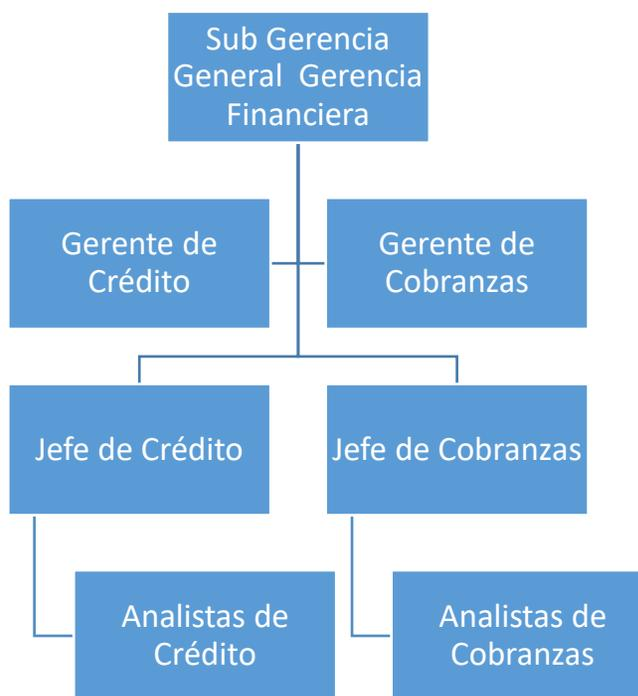 Sub Gerencia
General Gerencia
Financiera
Gerente de
Crédito
Gerente de
Cobranzas
Jefe de Crédito
Jefe de Cobranzas
Analistas de
Crédito
Analistas de
Cobranzas